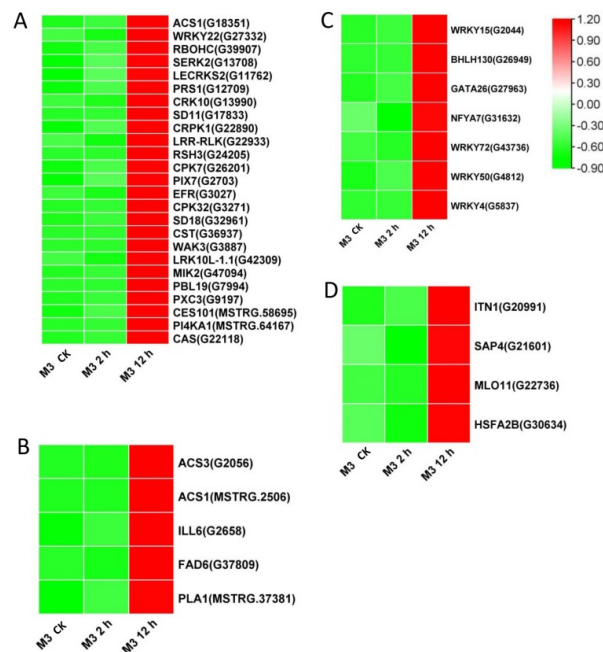 A
ACS1(G18351)
WRKY22(G27332)
RBOHC(G39907)
SERK2(G13708)
LECRKS2(G11762)
PRS1(G12709)
CRK10(G13990)
SD11(G17833)
CRPK1(G22890)
LRR-RLK(G22933)
RSH3(G24205)
CPK7(G26201)
PIX7(G2703)
EFR(G3027)
CPK32(G3271)
SD18(G32961)
CST(G36937)
WAK3(G3887)
LRK10L-1.1(G42309)
MIK2(G47094)
PBL19(G7994)
PXC3(G9197)
CES101(MSTRG.58695)
PI4KA1(MSTRG.64167)
CAS(G22118)
M3 CK
M3 2 h
M3 12 h
B
ACS3(G2056)
ACS1(MSTRG.2506)
ILL6(G2658)
FAD6(G37809)
PLA1(MSTRG.37381)
M3 CK
M3 2 h
M3 12 h
C
WRKY15(G2044)
BHLH130(G26949)
GATA26(G27963)
NFYA7(G31632)
WRKY72(G43736)
WRKY50(G4812)
WRKY4(G5837)
M3 CK
M3 2 h
M3 12 h
1.20
0.90
0.60
0.30
0.00
-0.30
-0.60
-0.90
D
ITN1(G20991)
SAP4(G21601)
MLO11(G22736)
HSFA2B(G30634)
M3 CK
M3 2 h
M3 12 h